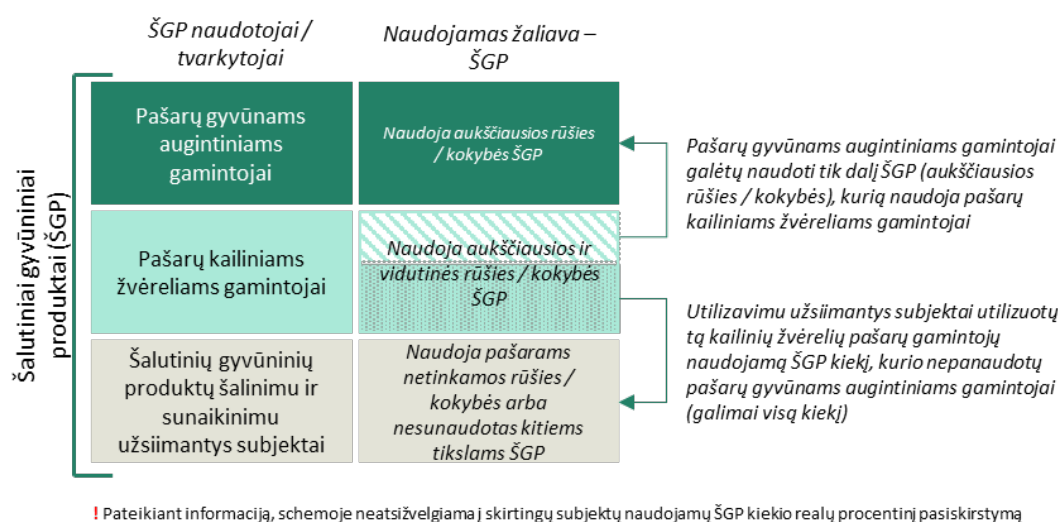 ŠGP naudotojai /
tvarkytojai
Naudojamas žaliava –
ŠGP
Šalutiniai gyvūniniai
produktai (ŠGP)
Pašarų gyvūnams
augintiniams
gamintojai
Naudoja aukščiausios rūšies
/ kokybės ŠGP
Pašarų gyvūnams augintiniams gamintojai
galėtų naudoti tik dalį ŠGP (aukščiausios
rūšies / kokybės), kurią naudoja pašarų
kailiniams žvėreliams gamintojai
Pašarų kailiniams
žvėreliams gamintojai
Naudoja aukščiausios ir
vidutinės rūšies / kokybės
ŠGP
Utilizavimu užsiimantys subjektai utilizuotų
tą kailinių žvėrelių pašarų gamintojų
naudojamą ŠGP kiekį, kurio nepanaudotų
pašarų gyvūnams augintiniams gamintojai
(galimai visą kiekį)
Šalutinių gyvūninių
produktų šalinimu ir
sunaikinimu
užsiimantys subjektai
Naudoja pašarams
netinkamos rūšies /
kokybės arba
nesunaudotas kitiems
tikslams ŠGP
! Pateikiant informaciją, schemoje neatsižvelgiama į skirtingų subjektų naudojamų ŠGP kiekio realų procentinį pasiskirstymą